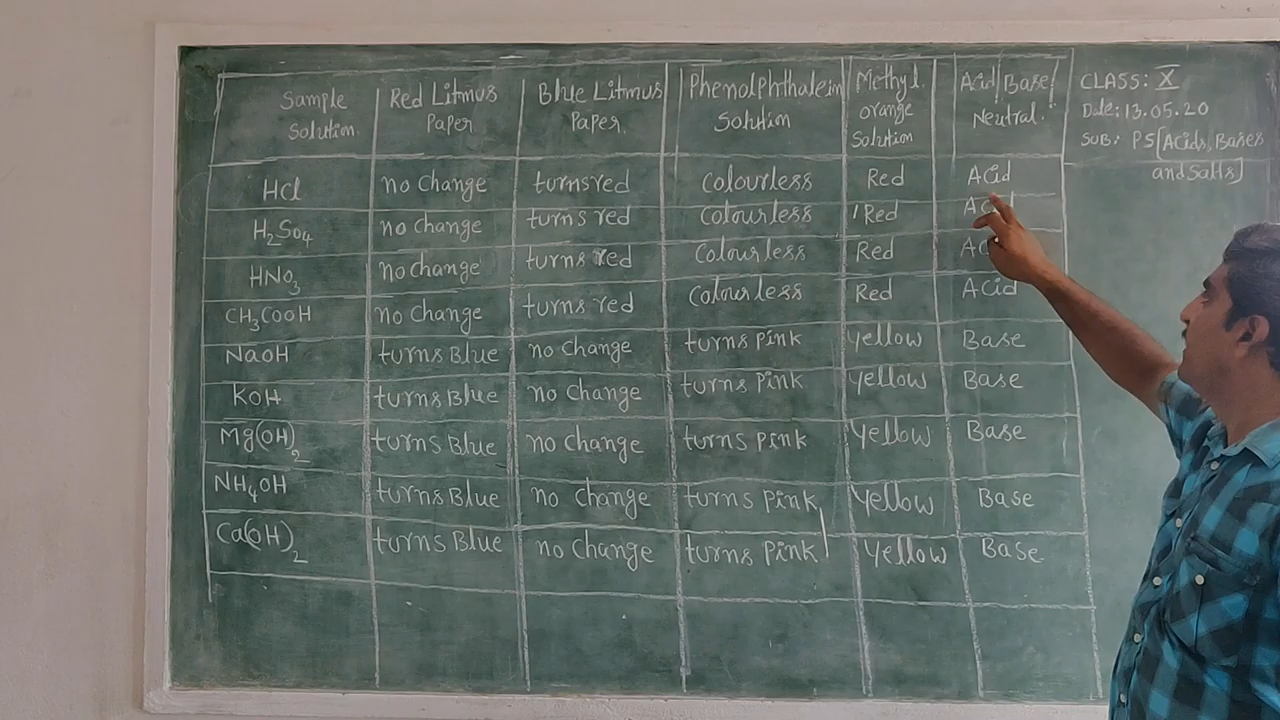 Sample Solution. | Red Litmus Paper | Blue Litmus Paper. | Phenolphthalein Solution | Methyl orange Solution | Acid/Base/ Neutral.
HCl | no Change | turns red | Colourless | Red | Acid
H2So4 | no Change | turns red | Colourless | Red |
HNO3 | no change | turns red | Colourless | Red |
CH3COOH | no Change | turns red | Colourless | Red | Acid
NaOH | turns Blue | no Change | turns Pink | Yellow | Base
KOH | turns Blue | no Change | turns Pink | Yellow | Base
Mg(OH)2 | turns Blue | no Change | turns Pink | Yellow | Base
NH4OH | turns Blue | no Change | turns Pink | Yellow | Base
Ca(OH)2 | turns Blue | no Change | turns Pink | Yellow | Base
CLASS: X
Date: 13.05.20
SUB: PS[Acids, Bases
and Salts]